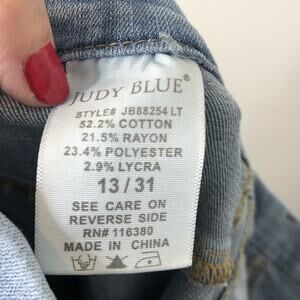 JUDY BLUE®
STYLE# JB88254 LT
52.2% COTTON
21.5% RAYON
23.4% POLYESTER
2.9% LYCRA
13 / 31
SEE CARE ON
REVERSE SIDE
RN# 116380
MADE IN CHINA